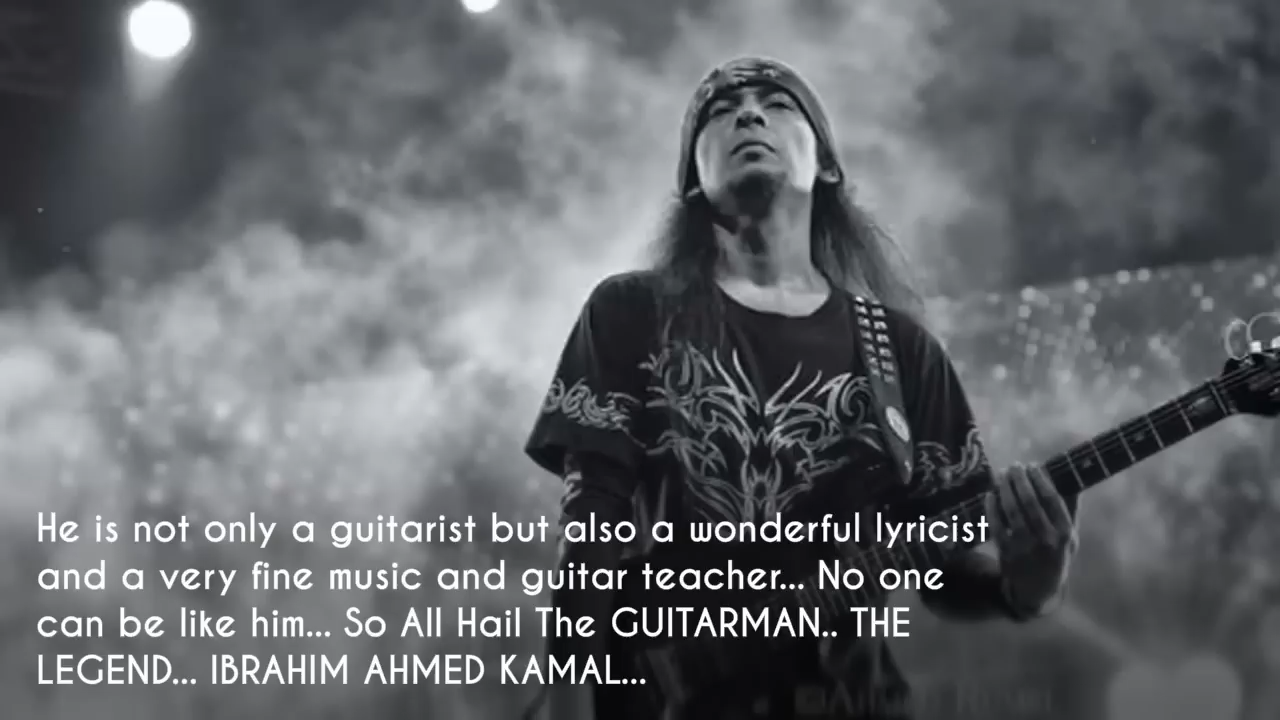 He is not only a guitarist but also a wonderful lyricist
and a very fine music and guitar teacher... No one
can be like him... So All Hail The GUITARMAN.. THE
LEGEND... IBRAHIM AHMED KAMAL...